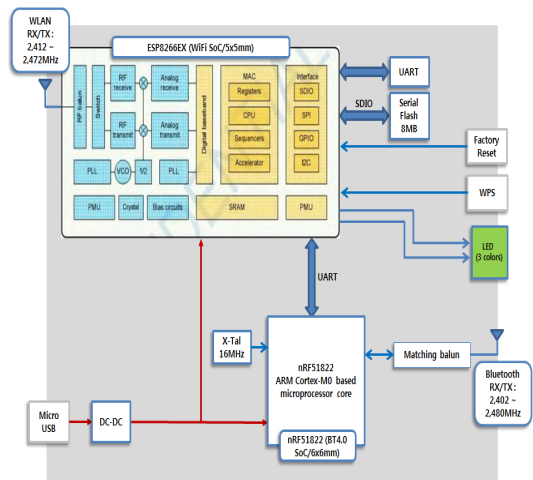 WLAN
RX/TX :
2,412 ~
2,472MHz
ESP8266EX (WiFi SoC/5x5mm)
RF balun
Switch
RF
receive
Analog
receive
RF
transmit
Analog
transmit
PLL
VCO
1/2
PLL
Digital baseband
MAC
Registers
CPU
Sequencers
Accelerator
Interface
SDIO
SPI
GPIO
I2C
PMU
Crystal
Bias circuits
SRAM
PMU
UART
SDIO
Serial
Flash
8MB
Factory
Reset
WPS
LED
(3 colors)
UART
X-Tal
16MHz
nRF51822
ARM Cortex-M0 based
microprocessor core
nRF51822 (BT4.0
SoC/6x6mm)
Matching balun
Bluetooth
RX/TX :
2,402 ~
2,480MHz
Micro
USB
DC-DC